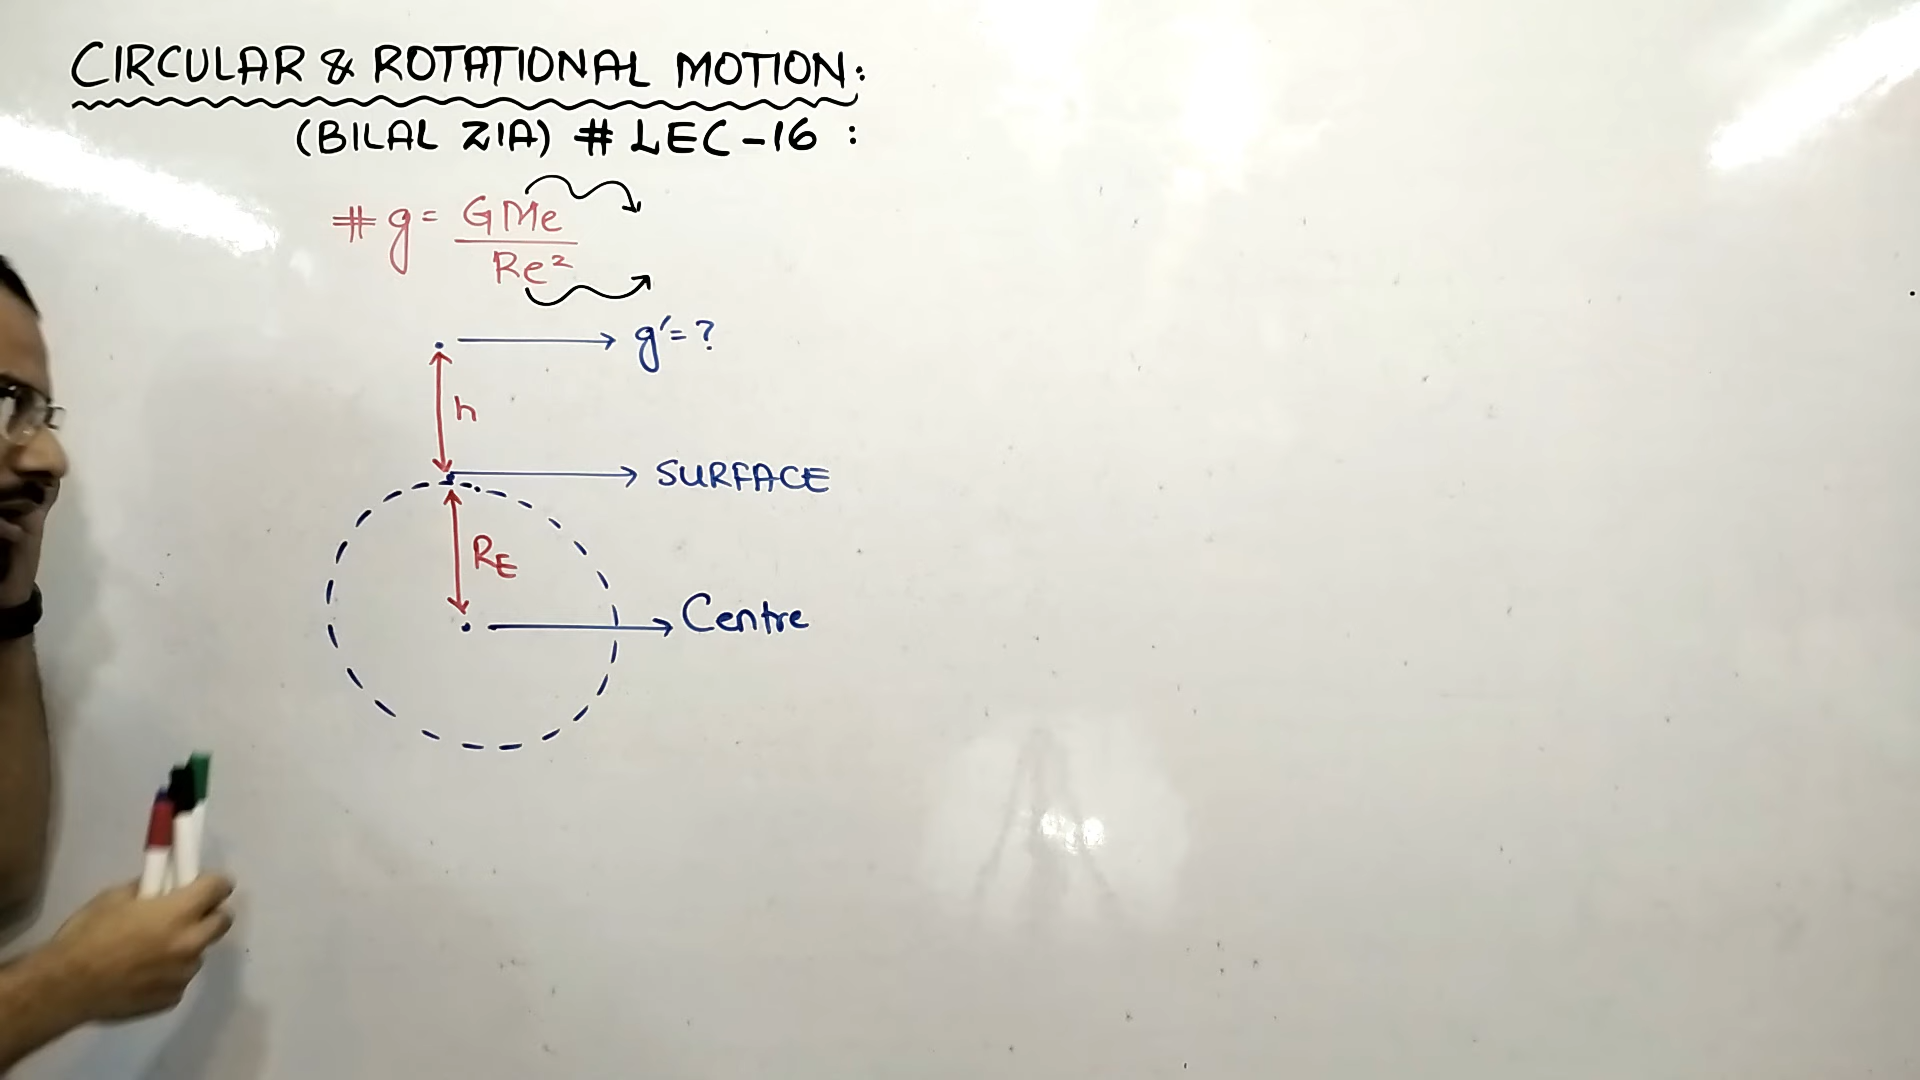 CIRCULAR & ROTATIONAL MOTION:
(BILAL ZIA) # LEC-16 :
# g = GMe / Re²
g' = ?
h
SURFACE
RE
Centre